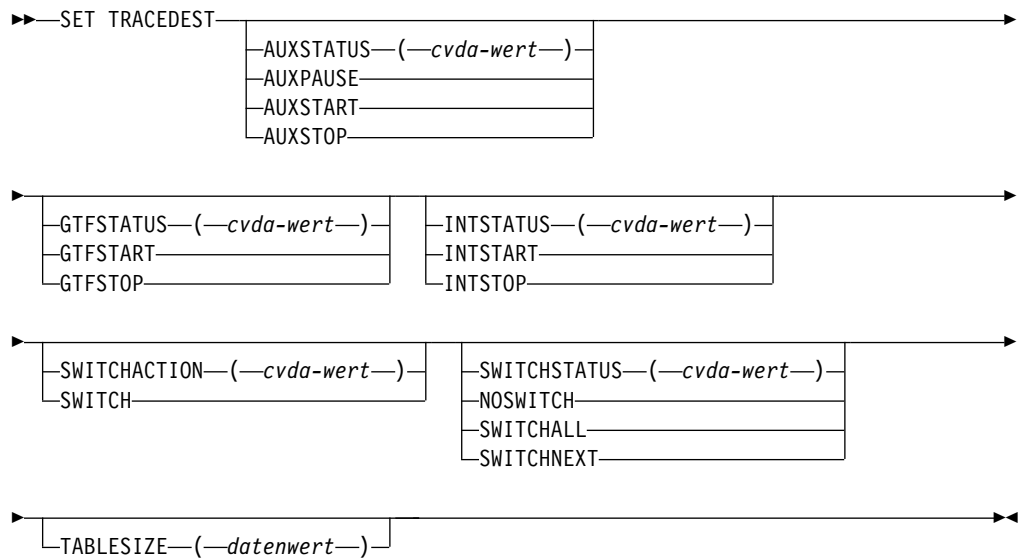 SET TRACEDEST
AUXSTATUS (cvda-wert)
AUXPAUSE
AUXSTART
AUXSTOP
GTFSTATUS (cvda-wert) INTSTATUS (cvda-wert)
GTFSTART INTSTART
GTFSTOP INTSTOP
SWITCHACTION (cvda-wert) SWITCHSTATUS (cvda-wert)
SWITCH NOSWITCH
SWITCHALL
SWITCHNEXT
TABLESIZE (datenwert)